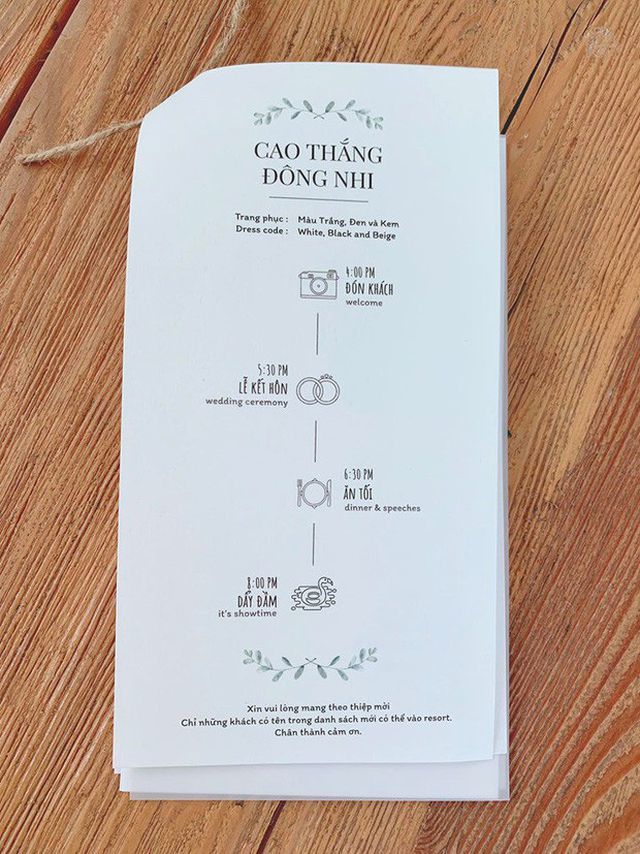 CAO THẮNG
ĐÔNG NHI
Trang phục : Màu Trắng, Đen và Kem
Dress code : White, Black and Beige
4:00 PM
ĐÓN KHÁCH
welcome
5:30 PM
LỄ KẾT HÔN
wedding ceremony
6:30 PM
ĂN TỐI
dinner & speeches
8:00 PM
DẨY ĐẦM
it's showtime
Xin vui lòng mang theo thiệp mời
Chỉ những khách có tên trong danh sách mới có thể vào resort.
Chân thành cảm ơn.